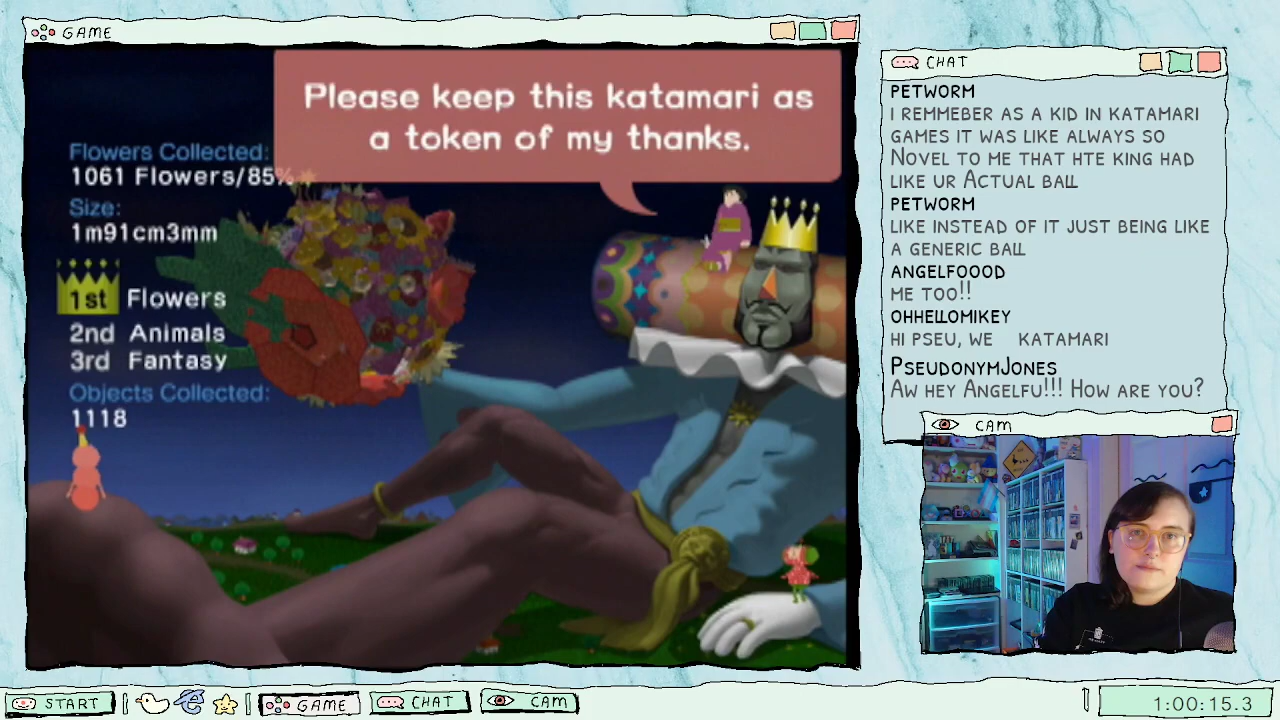 GAME
Please keep this katamari as
a token of my thanks.
Flowers Collected:
1061 Flowers/85%
Size:
1m91cm3mm
1st Flowers
2nd Animals
3rd Fantasy
Objects Collected:
1118
CHAT
PETWORM
I REMMEBER AS A KID IN KATAMARI
GAMES IT WAS LIKE ALWAYS SO
NOVEL TO ME THAT HTE KING HAD
LIKE UR ACTUAL BALL
PETWORM
LIKE INSTEAD OF IT JUST BEING LIKE
A GENERIC BALL
ANGELFOOOD
ME TOO!!
OHHELLOMIKEY
HI PSEU, WE KATAMARI
PSEUDONYMJONES
AW HEY ANGELFU!!! HOW ARE YOU?
CAM
START
GAME
CHAT
CAM
1:00:15.3